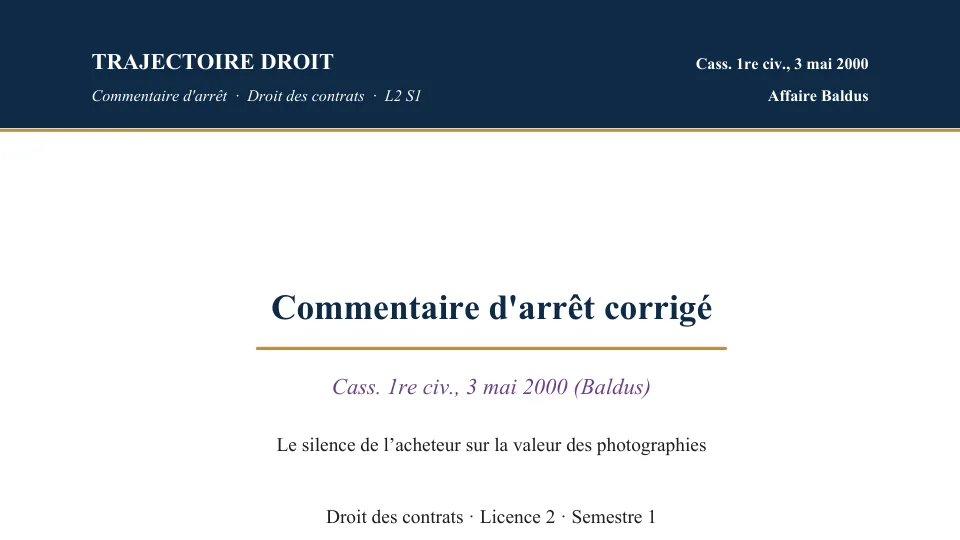 TRAJECTOIRE DROIT
Cass. 1re civ., 3 mai 2000
Commentaire d'arrêt · Droit des contrats · L2 S1
Affaire Baldus
Commentaire d'arrêt corrigé
Cass. 1re civ., 3 mai 2000 (Baldus)
Le silence de l’acheteur sur la valeur des photographies
Droit des contrats · Licence 2 · Semestre 1